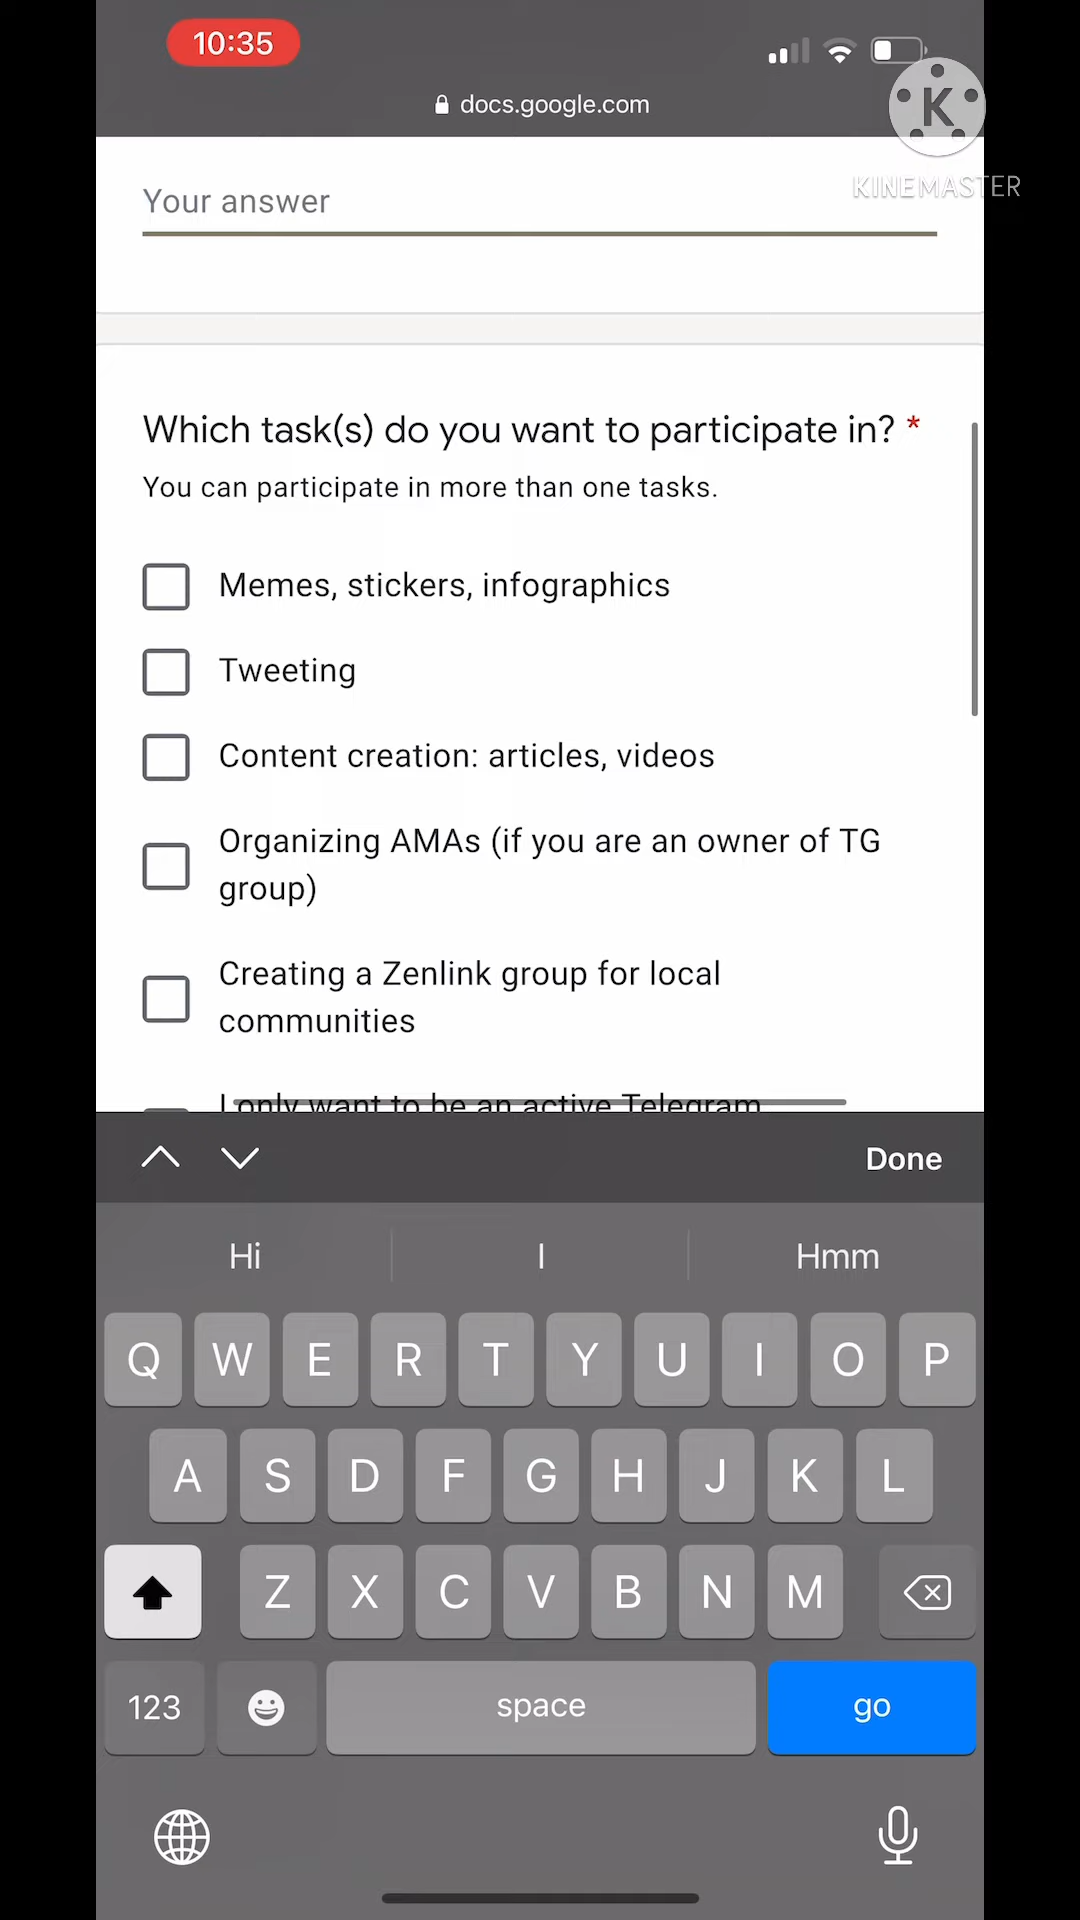 10:35
docs.google.com
K
KINEMASTER
Your answer
Which task(s) do you want to participate in? *
You can participate in more than one tasks.
Memes, stickers, infographics
Tweeting
Content creation: articles, videos
Organizing AMAs (if you are an owner of TG
group)
Creating a Zenlink group for local
communities
I only want to be an active Telegram
Done
Hi I Hmm
Q W E R T Y U I O P
A S D F G H J K L
Z X C V B N M
123 space go